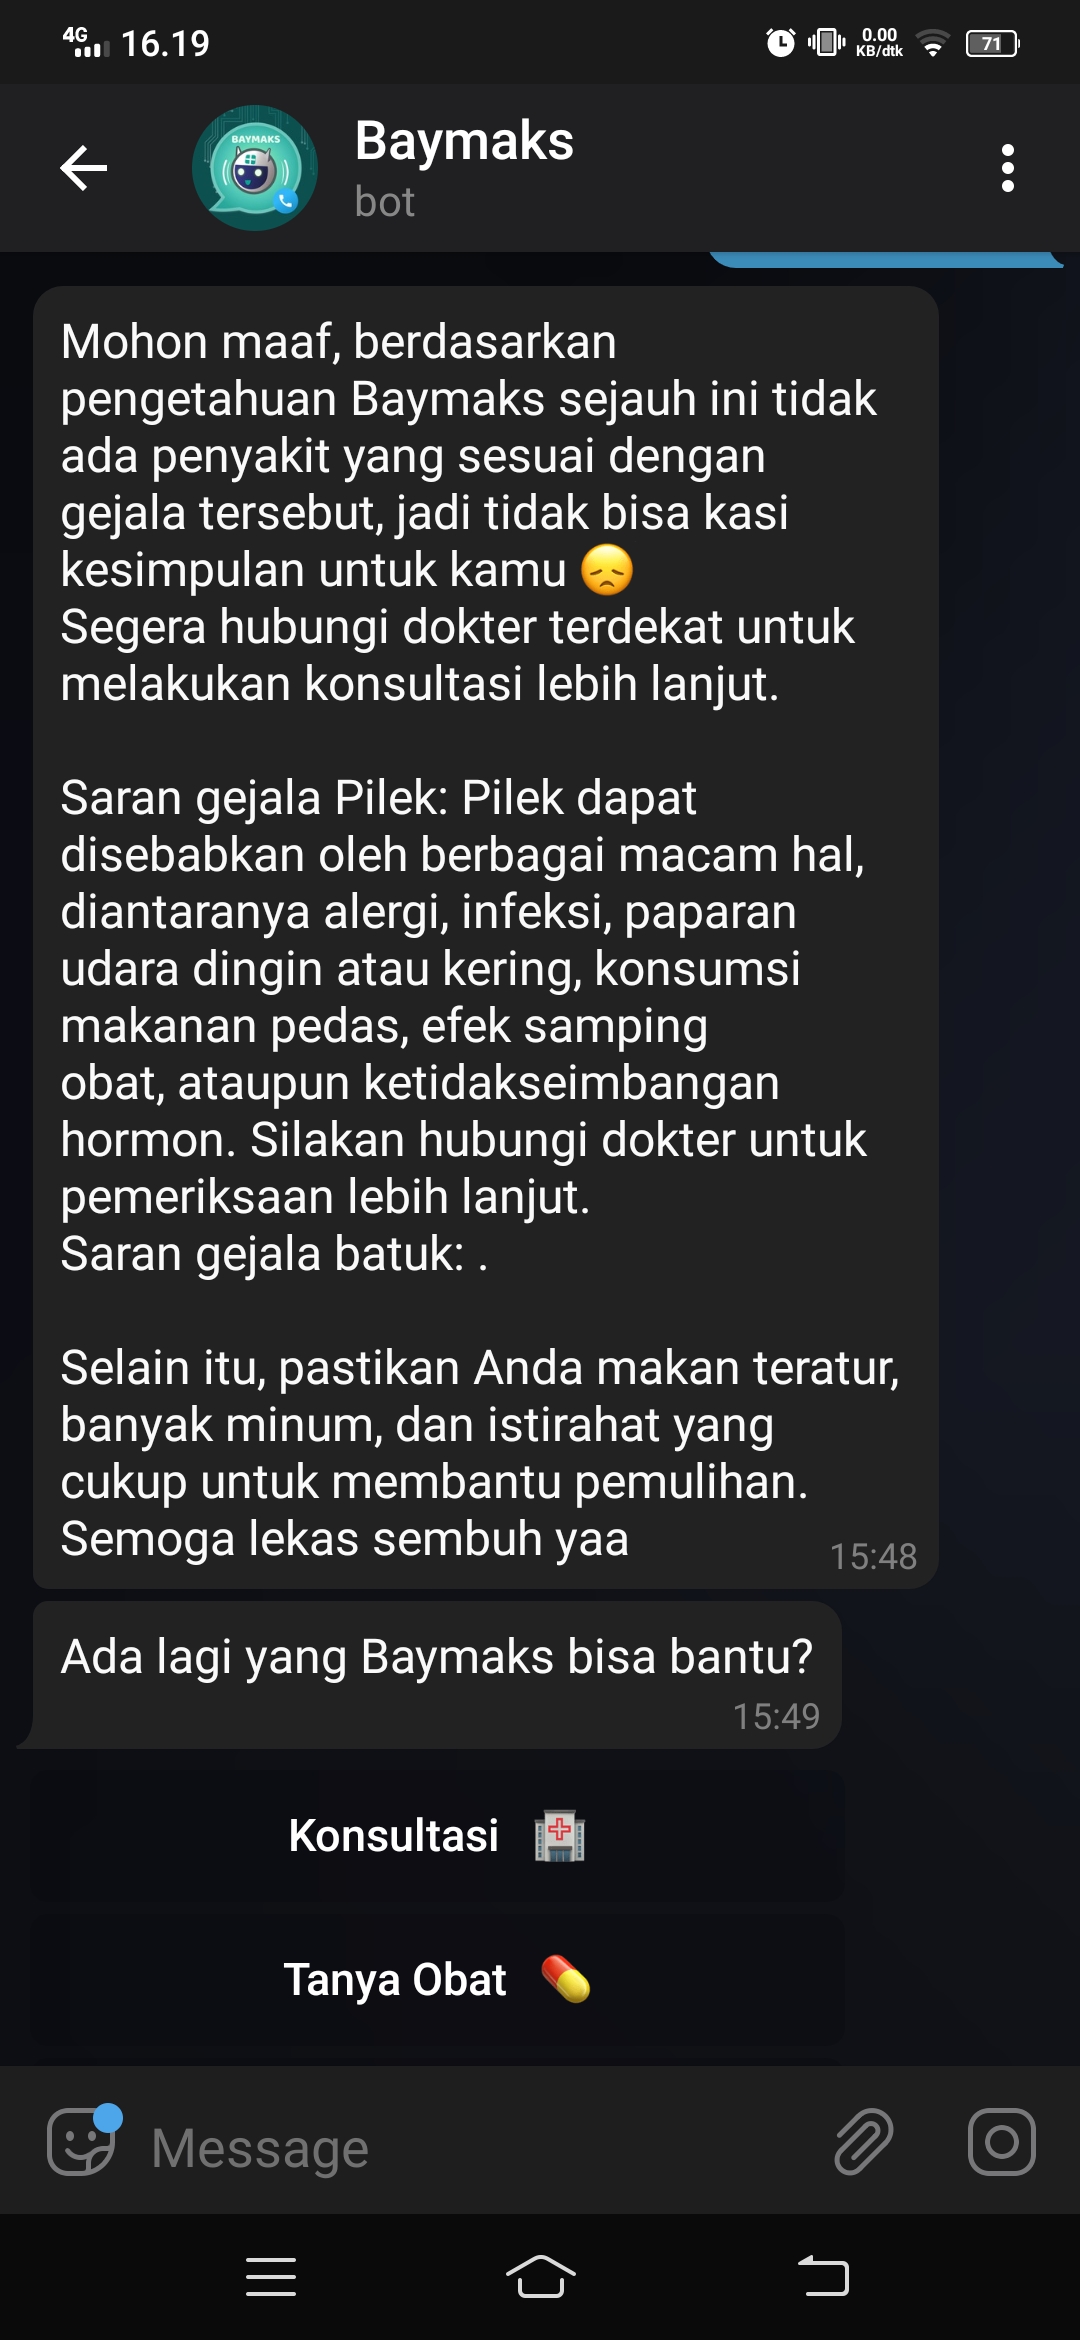 4G 16.19 0.00 KB/dtk 71
BAYMAKS
Baymaks
bot
Mohon maaf, berdasarkan
pengetahuan Baymaks sejauh ini tidak
ada penyakit yang sesuai dengan
gejala tersebut, jadi tidak bisa kasi
kesimpulan untuk kamu 😞
Segera hubungi dokter terdekat untuk
melakukan konsultasi lebih lanjut.
Saran gejala Pilek: Pilek dapat
disebabkan oleh berbagai macam hal,
diantaranya alergi, infeksi, paparan
udara dingin atau kering, konsumsi
makanan pedas, efek samping
obat, ataupun ketidakseimbangan
hormon. Silakan hubungi dokter untuk
pemeriksaan lebih lanjut.
Saran gejala batuk: .
Selain itu, pastikan Anda makan teratur,
banyak minum, dan istirahat yang
cukup untuk membantu pemulihan.
Semoga lekas sembuh yaa
15:48
Ada lagi yang Baymaks bisa bantu?
15:49
Konsultasi 🏥
Tanya Obat 💊
Message